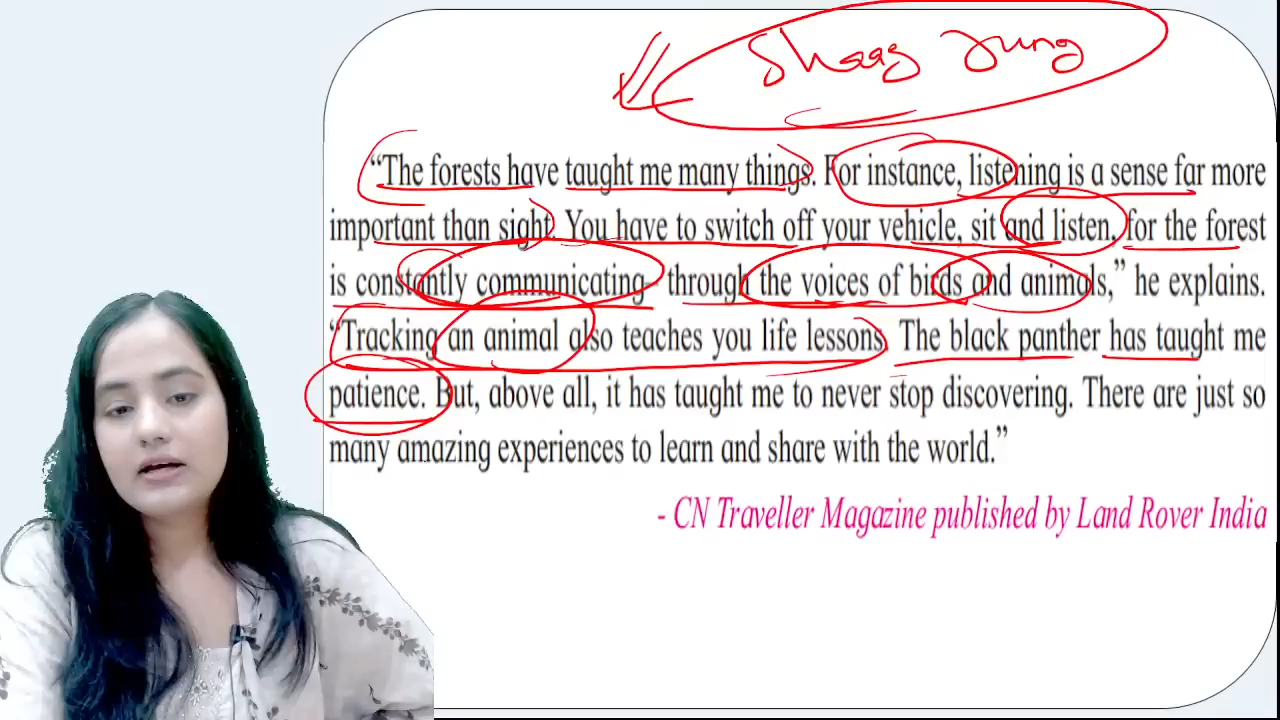 Shaaz Jung
“The forests have taught me many things. For instance, listening is a sense far more
important than sight. You have to switch off your vehicle, sit and listen, for the forest
is constantly communicating through the voices of birds and animals,” he explains.
“Tracking an animal also teaches you life lessons. The black panther has taught me
patience. But, above all, it has taught me to never stop discovering. There are just so
many amazing experiences to learn and share with the world.”
- CN Traveller Magazine published by Land Rover India